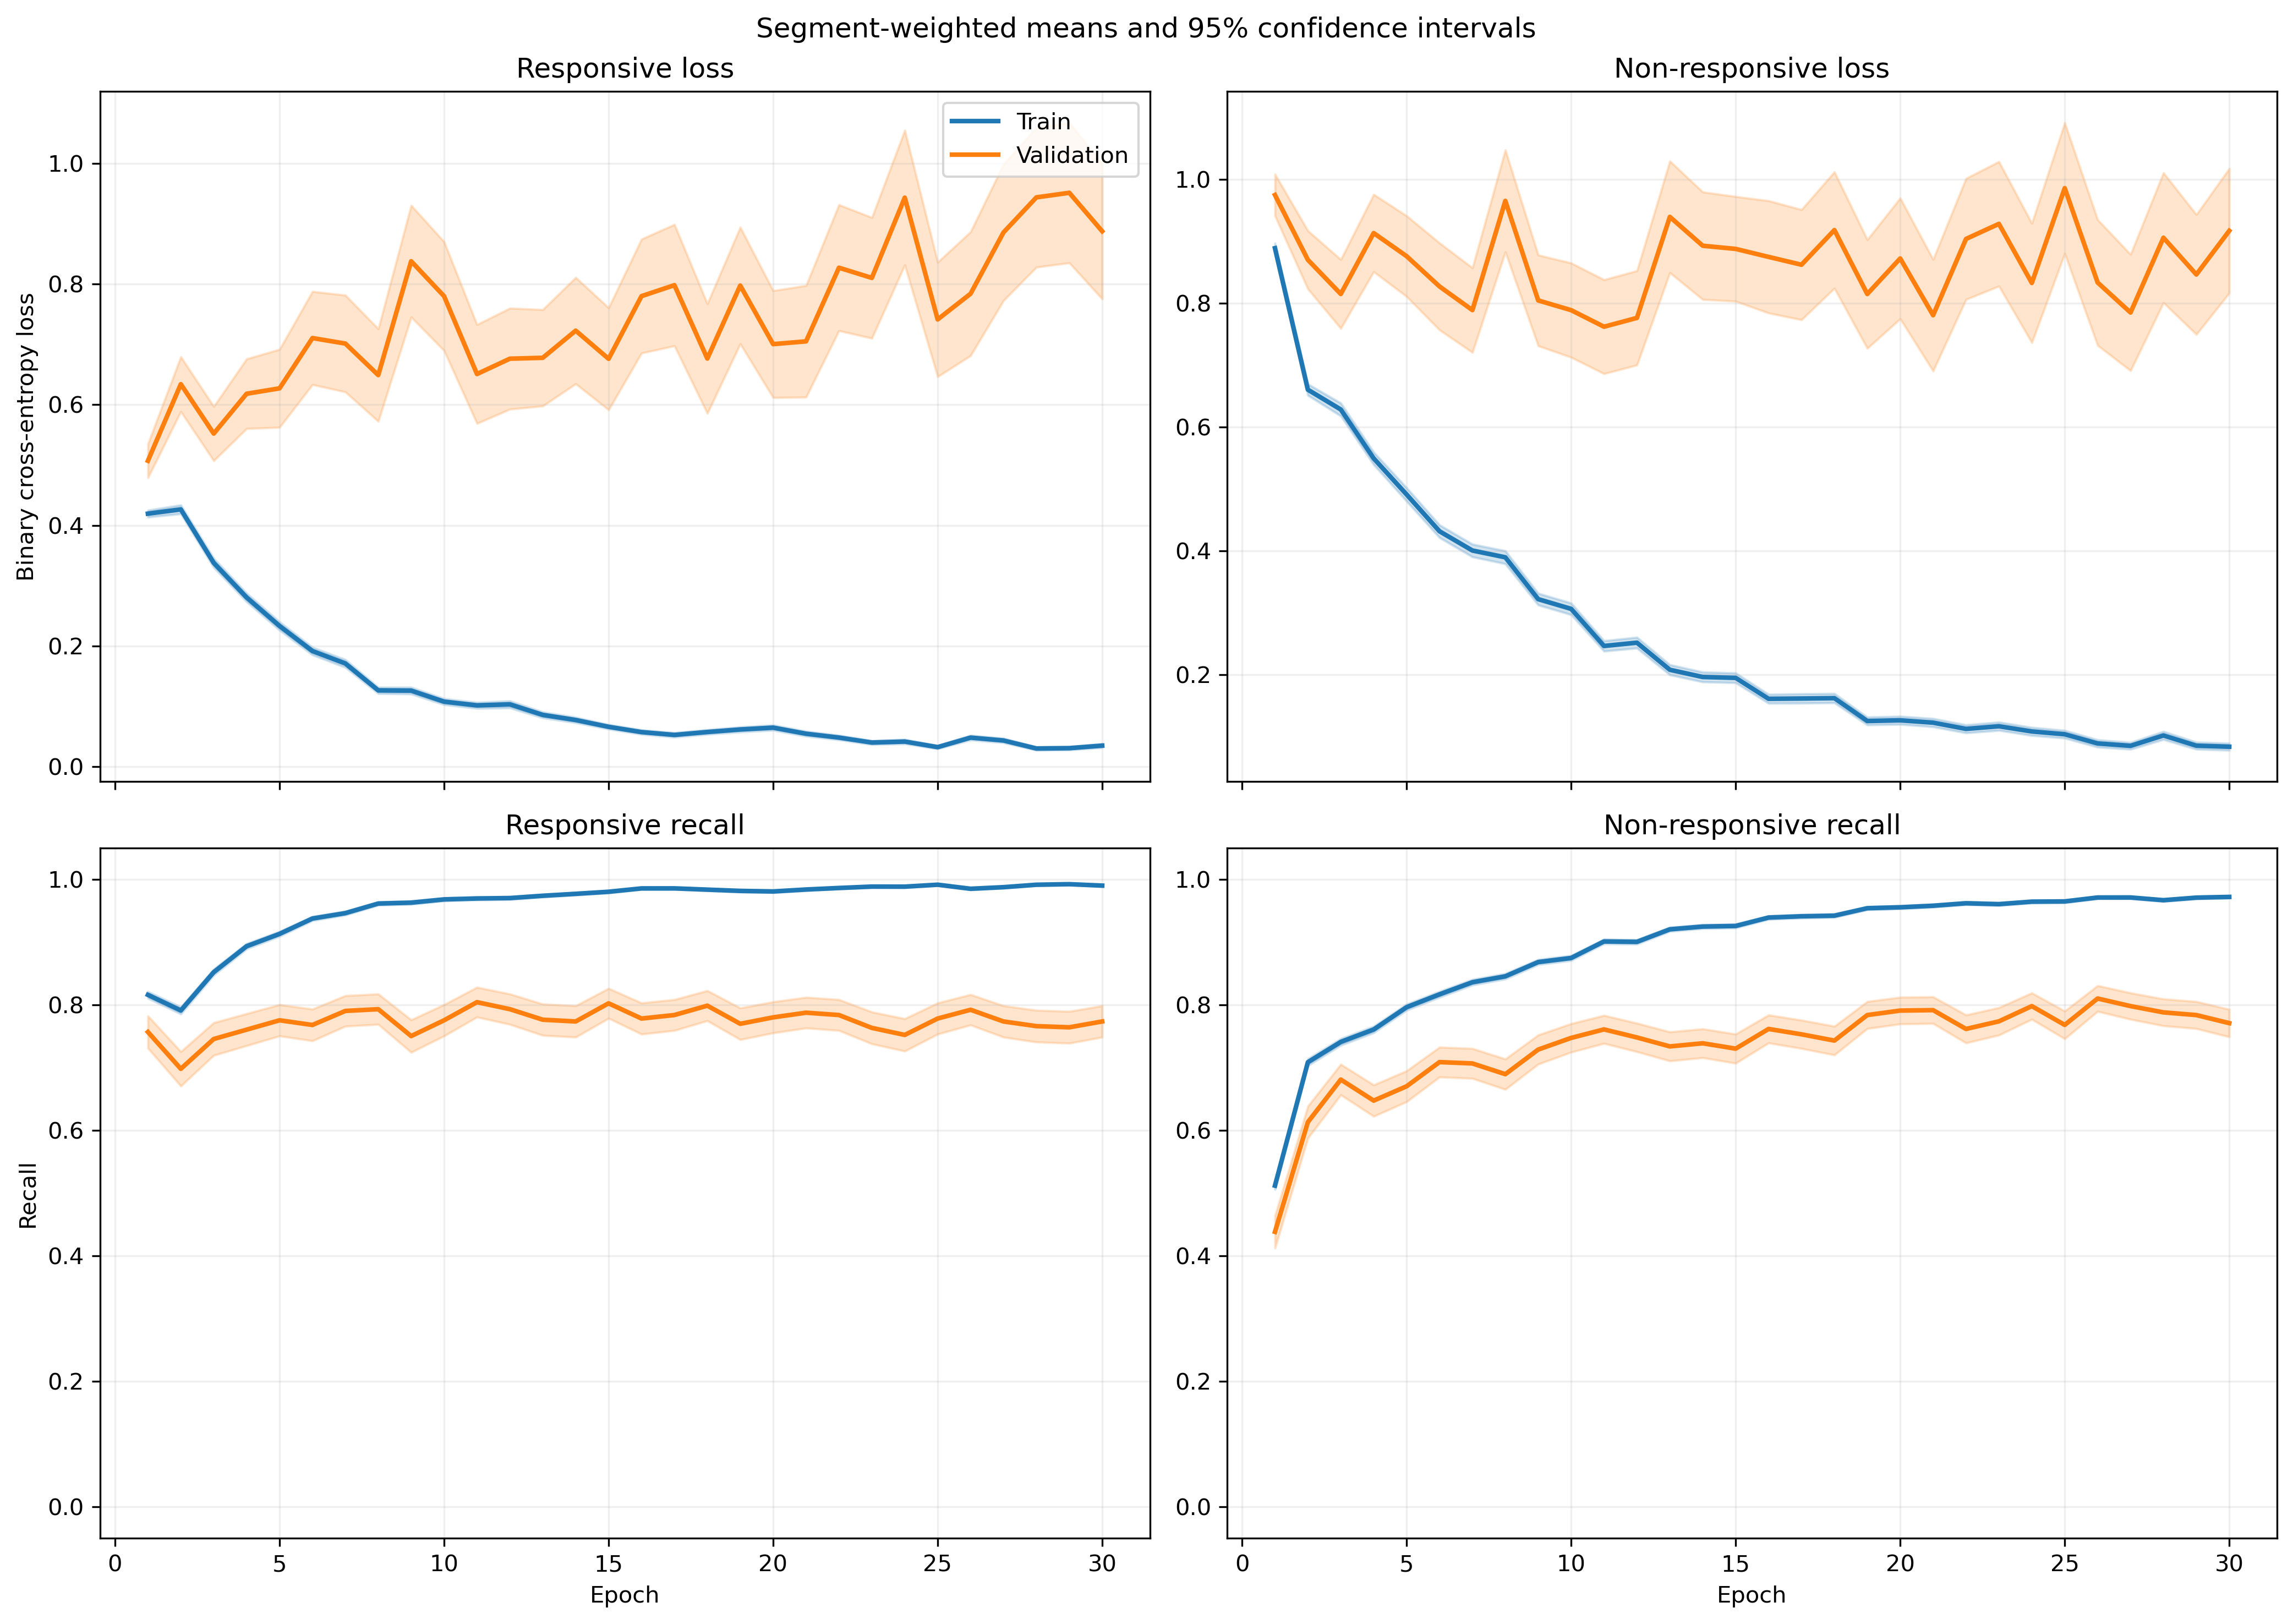 Segment-weighted means and 95% confidence intervals
Responsive loss
Non-responsive loss
Train
Validation
Binary cross-entropy loss
1.0
0.8
0.6
0.4
0.2
0.0
1.0
0.8
0.6
0.4
0.2
Responsive recall
Non-responsive recall
Recall
1.0
0.8
0.6
0.4
0.2
0.0
0 5 10 15 20 25 30
Epoch
1.0
0.8
0.6
0.4
0.2
0.0
0 5 10 15 20 25 30
Epoch